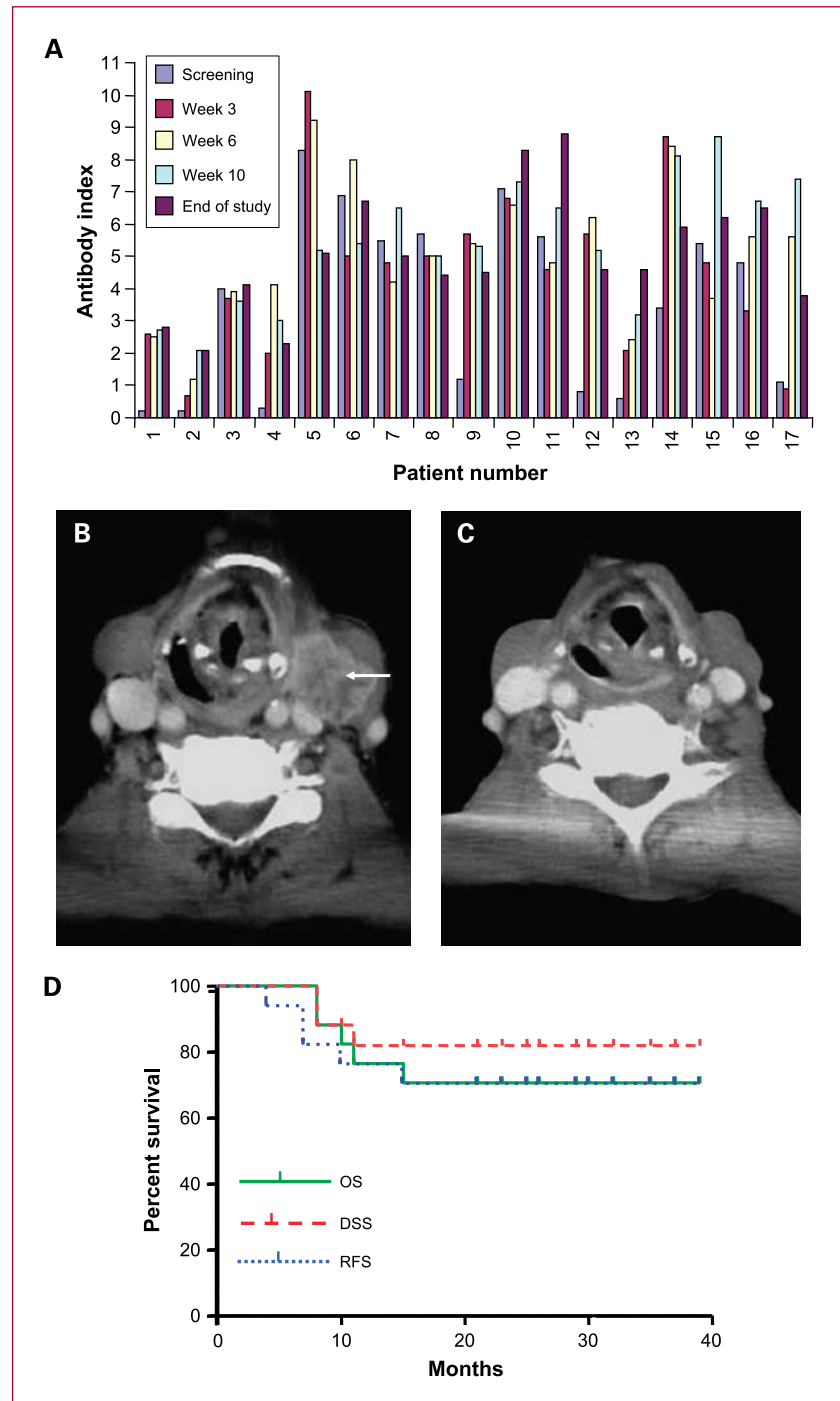 A
11
10
9
8
7
6
5
4
3
2
1
0
Antibody index
Screening
Week 3
Week 6
Week 10
End of study
1 2 3 4 5 6 7 8 9 10 11 12 13 14 15 16 17
Patient number
B
C
D
100
80
60
40
20
0
Percent survival
OS
DSS
RFS
0 10 20 30 40
Months